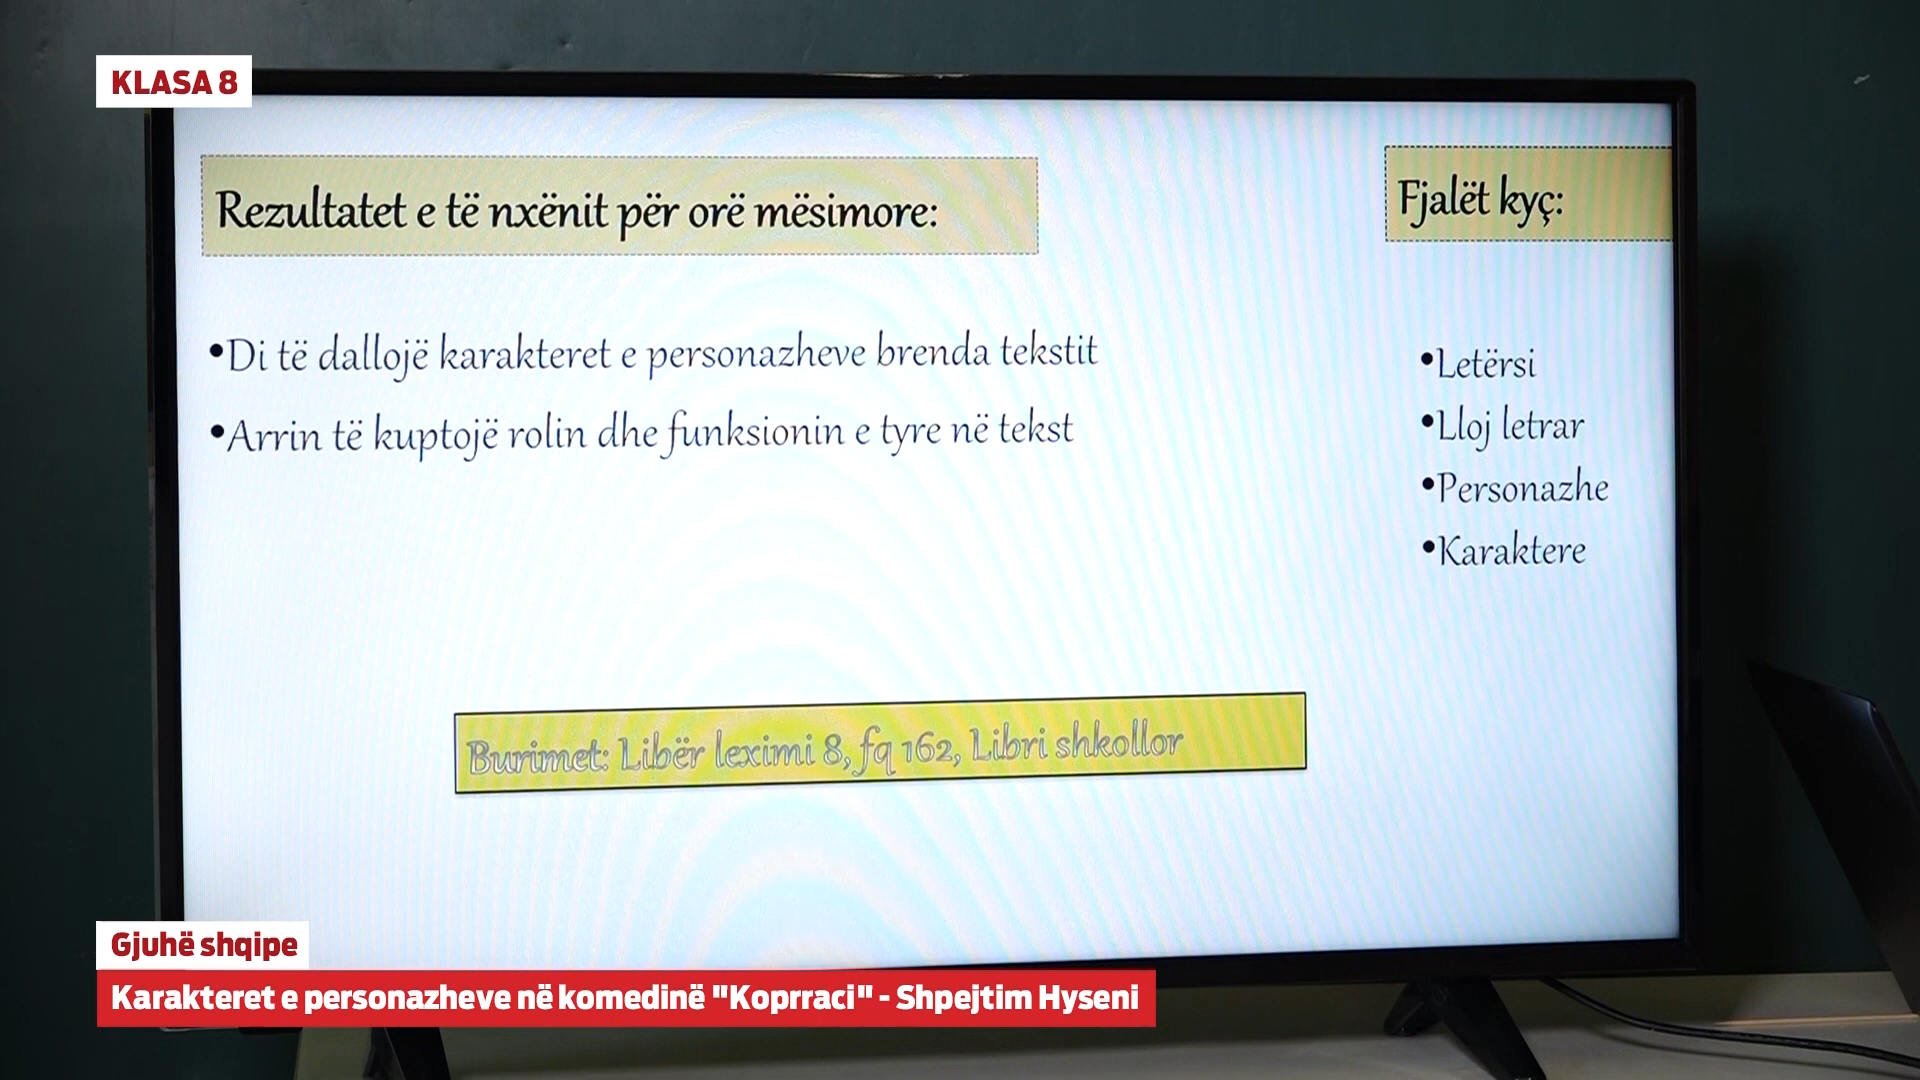 KLASA 8
Rezultatet e të nxënit për orë mësimore:
•Di të dallojë karakteret e personazheve brenda tekstit
•Arrin të kuptojë rolin dhe funksionin e tyre në tekst
Fjalët kyç:
•Letërsi
•Lloj letrar
•Personazhe
•Karaktere
Burimet: Libër leximi 8, fq 162, Libri shkollor
Gjuhë shqipe
Karakteret e personazheve në komedinë "Koprraci" - Shpejtim Hyseni